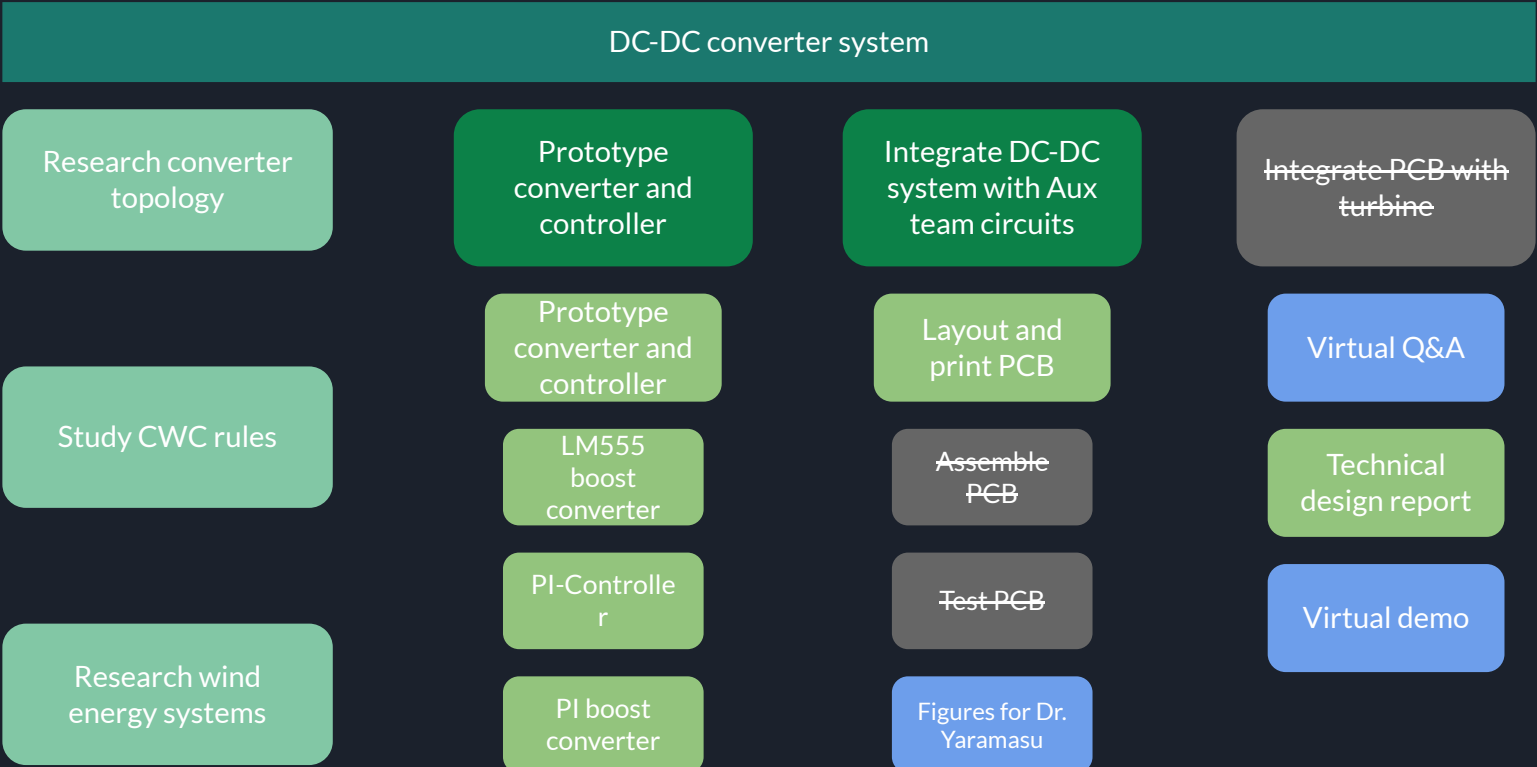 DC-DC converter system
Research converter
topology
Study CWC rules
Research wind
energy systems
Prototype
converter and
controller
Prototype
converter and
controller
LM555
boost
converter
PI-Controlle
r
PI boost
converter
Integrate DC-DC
system with Aux
team circuits
Layout and
print PCB
Assemble
PCB
Test PCB
Figures for Dr.
Yaramasu
Integrate PCB with
turbine
Virtual Q&A
Technical
design report
Virtual demo